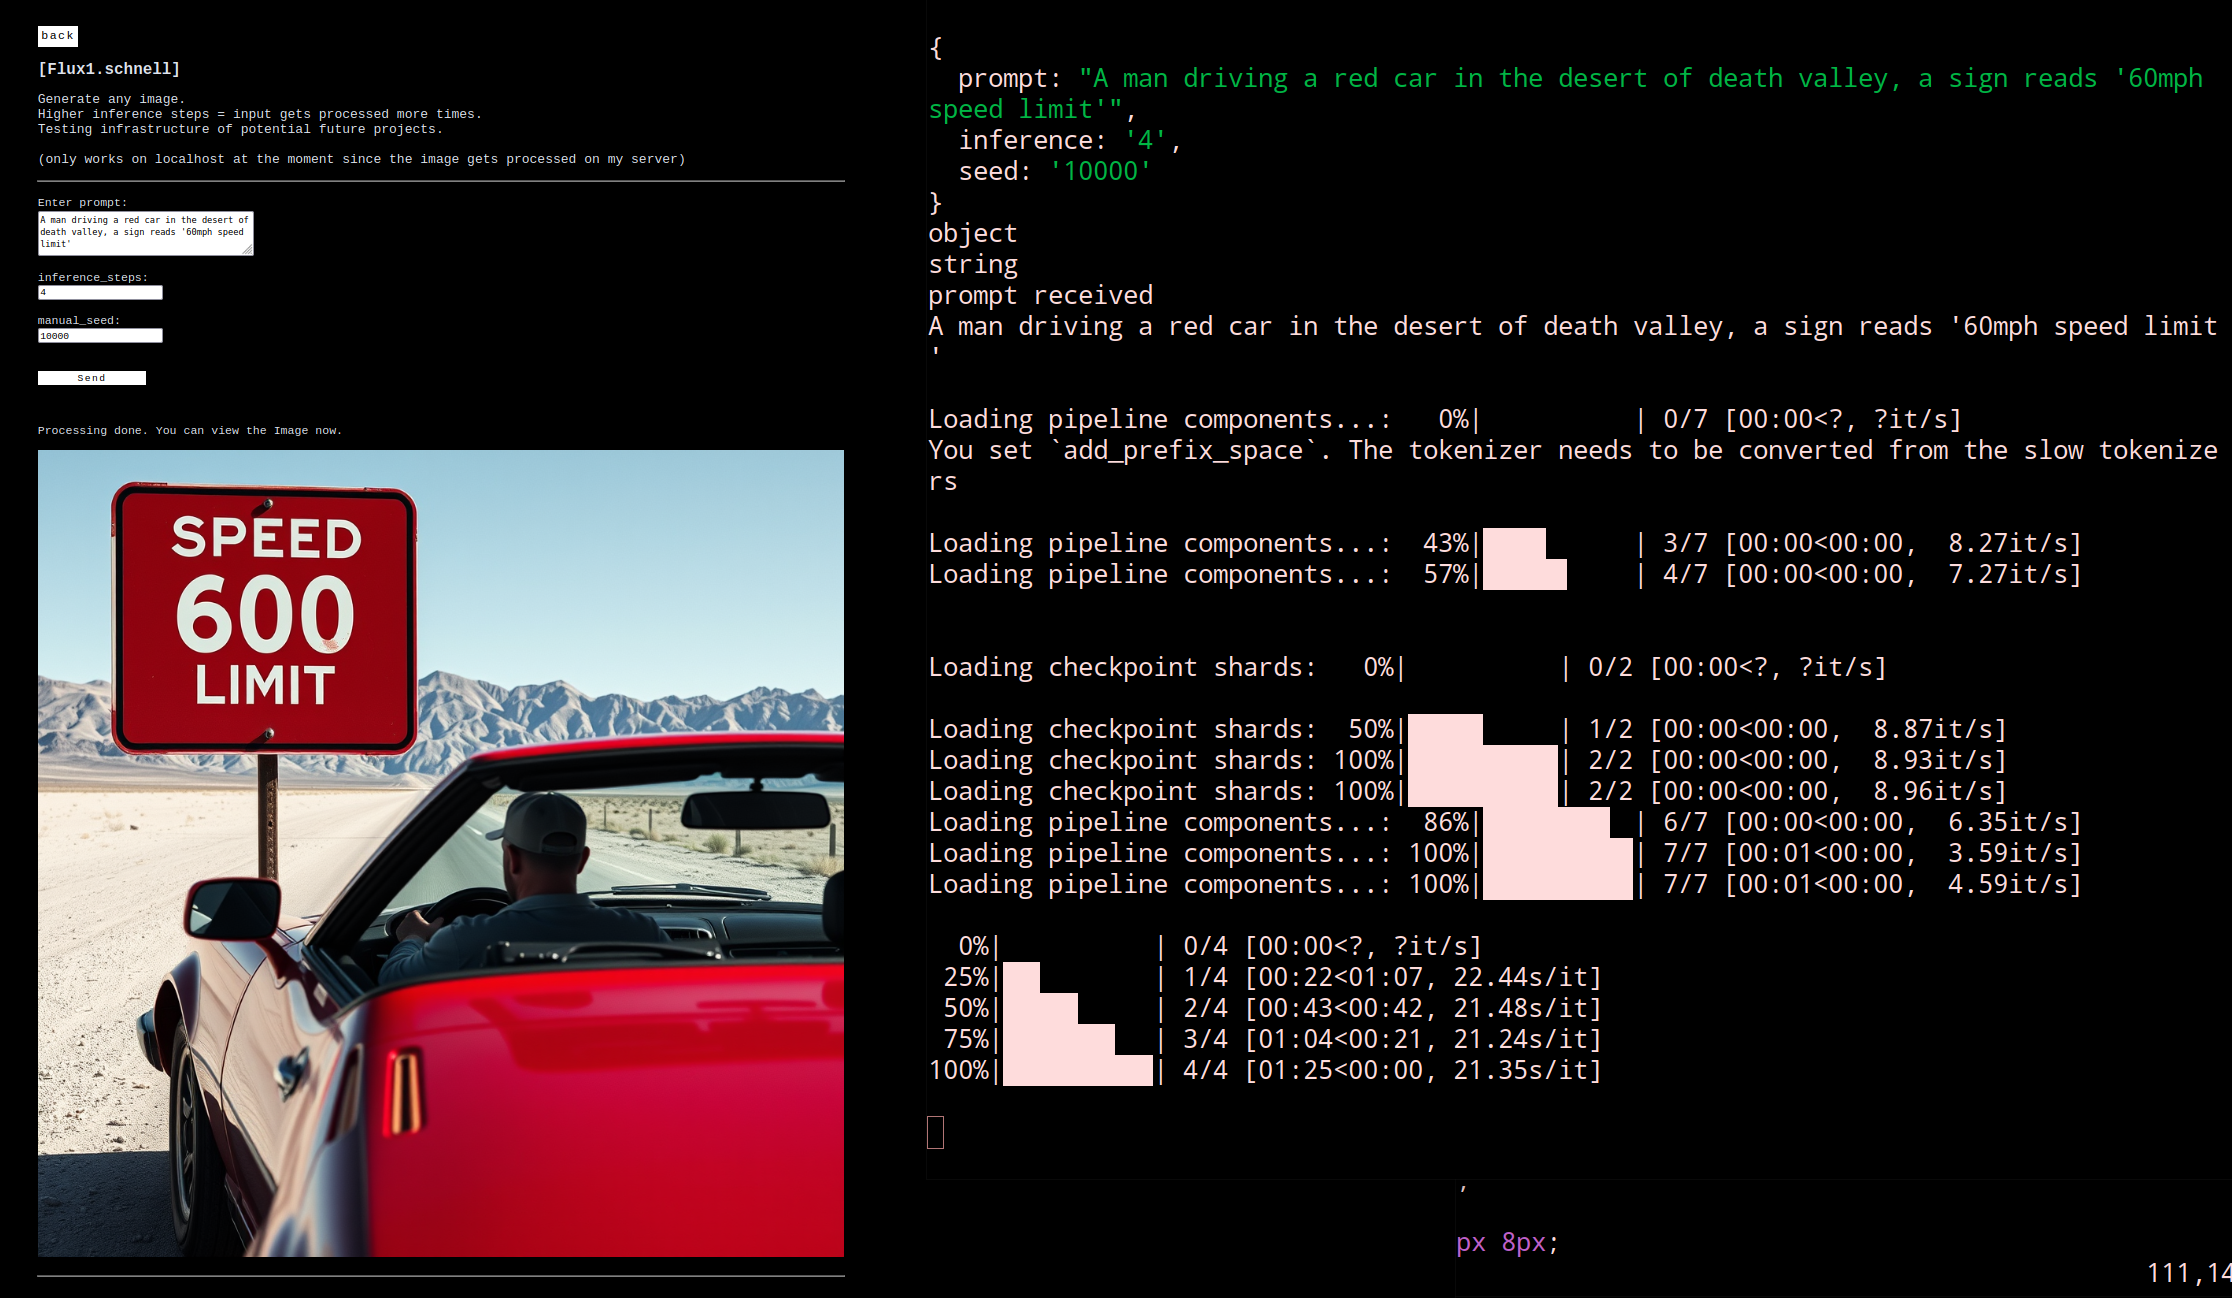 back
[Flux1.schnell]
Generate any image.
Higher inference steps = input gets processed more times.
Testing infrastructure of potential future projects.
(only works on localhost at the moment since the image gets processed on my server)
Enter prompt:
A man driving a red car in the desert of
death valley, a sign reads '60mph speed
limit'
inference_steps:
4
manual_seed:
10000
Send
Processing done. You can view the Image now.
SPEED
600
LIMIT
{
  prompt: "A man driving a red car in the desert of death valley, a sign reads '60mph
speed limit'",
  inference: '4',
  seed: '10000'
}
object
string
prompt received
A man driving a red car in the desert of death valley, a sign reads '60mph speed limit
'
Loading pipeline components...:   0%|          | 0/7 [00:00<?, ?it/s]
You set `add_prefix_space`. The tokenizer needs to be converted from the slow tokenize
rs
Loading pipeline components...:  43%|          | 3/7 [00:00<00:00,  8.27it/s]
Loading pipeline components...:  57%|          | 4/7 [00:00<00:00,  7.27it/s]
Loading checkpoint shards:   0%|          | 0/2 [00:00<?, ?it/s]
Loading checkpoint shards:  50%|          | 1/2 [00:00<00:00,  8.87it/s]
Loading checkpoint shards: 100%|          | 2/2 [00:00<00:00,  8.93it/s]
Loading checkpoint shards: 100%|          | 2/2 [00:00<00:00,  8.96it/s]
Loading pipeline components...:  86%|          | 6/7 [00:00<00:00,  6.35it/s]
Loading pipeline components...: 100%|          | 7/7 [00:01<00:00,  3.59it/s]
Loading pipeline components...: 100%|          | 7/7 [00:01<00:00,  4.59it/s]
  0%|          | 0/4 [00:00<?, ?it/s]
 25%|          | 1/4 [00:22<01:07, 22.44s/it]
 50%|          | 2/4 [00:43<00:42, 21.48s/it]
 75%|          | 3/4 [01:04<00:21, 21.24s/it]
100%|          | 4/4 [01:25<00:00, 21.35s/it]
px 8px;
111,14